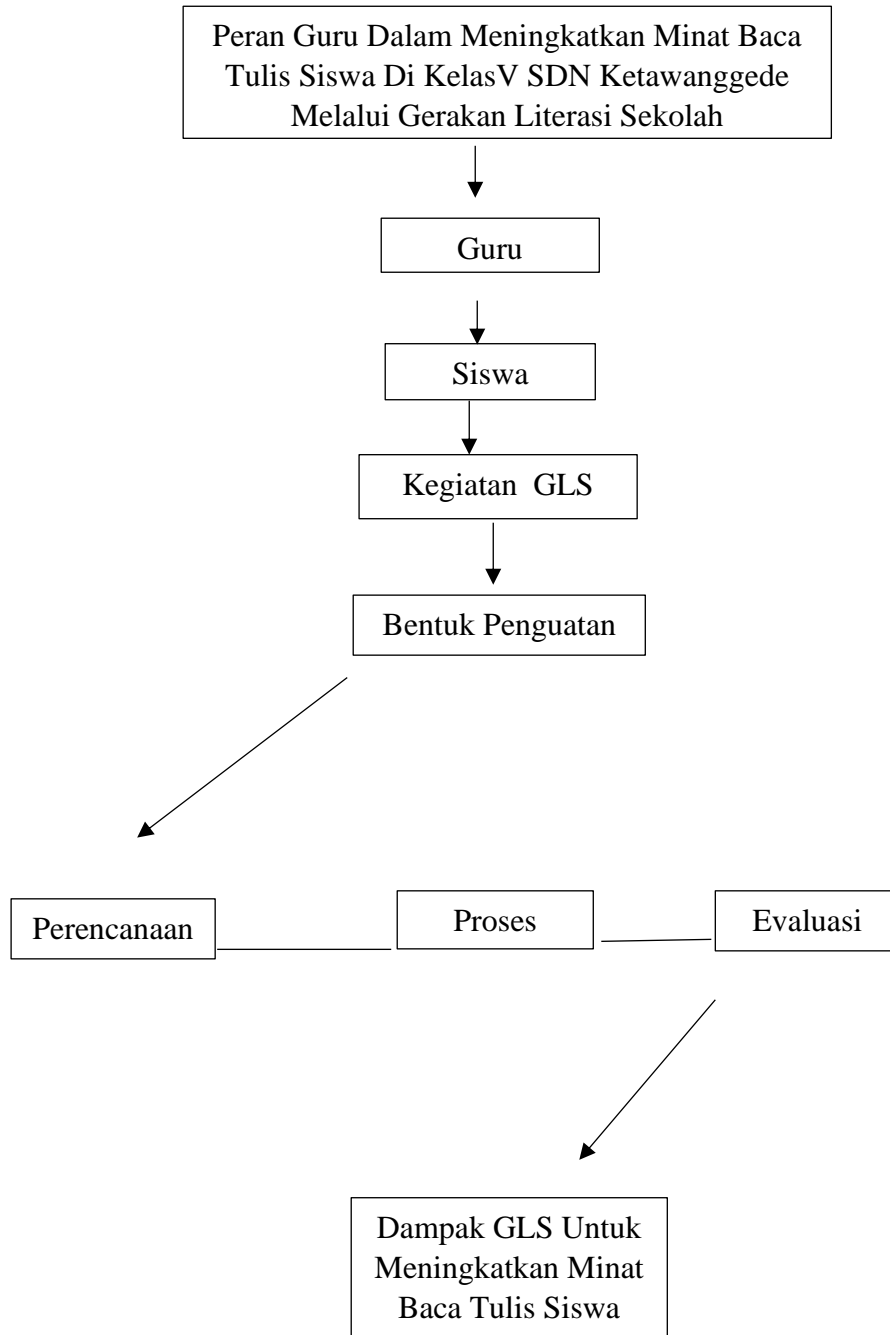 Peran Guru Dalam Meningkatkan Minat Baca
Tulis Siswa Di KelasV SDN Ketawanggede
Melalui Gerakan Literasi Sekolah
Guru
Siswa
Kegiatan GLS
Bentuk Penguatan
Perencanaan
Proses
Evaluasi
Dampak GLS Untuk
Meningkatkan Minat
Baca Tulis Siswa